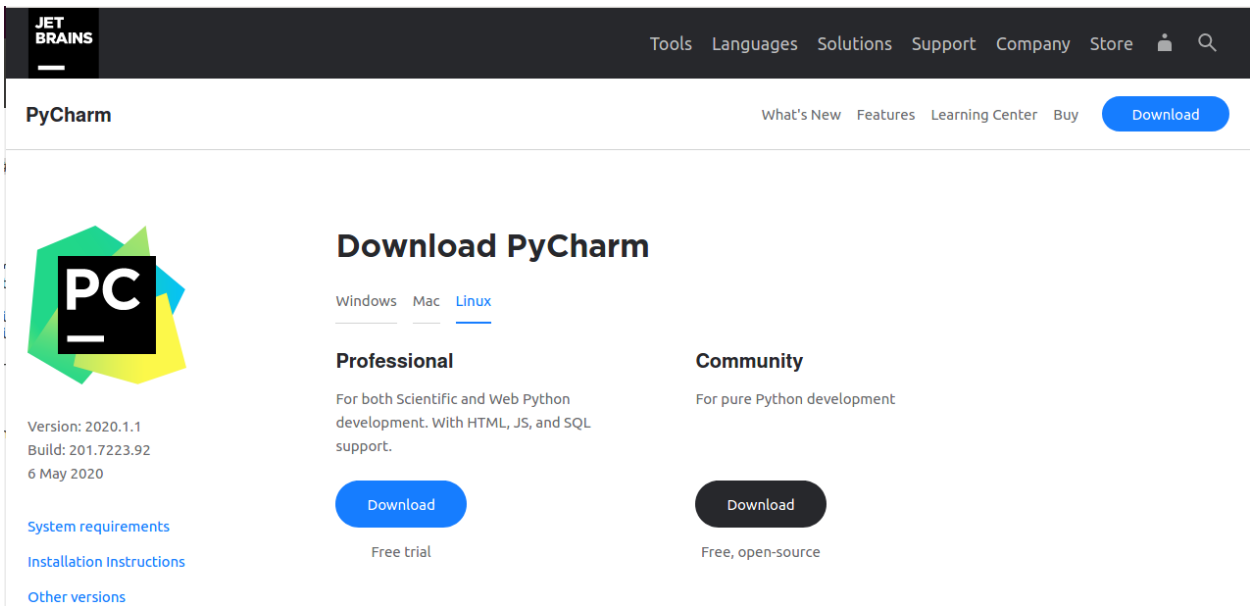 JET
BRAINS
Tools Languages Solutions Support Company Store
PyCharm
What's New Features Learning Center Buy Download
PC
Version: 2020.1.1
Build: 201.7223.92
6 May 2020
System requirements
Installation Instructions
Other versions
Download PyCharm
Windows Mac Linux
Professional
For both Scientific and Web Python
development. With HTML, JS, and SQL
support.
Download
Free trial
Community
For pure Python development
Download
Free, open-source